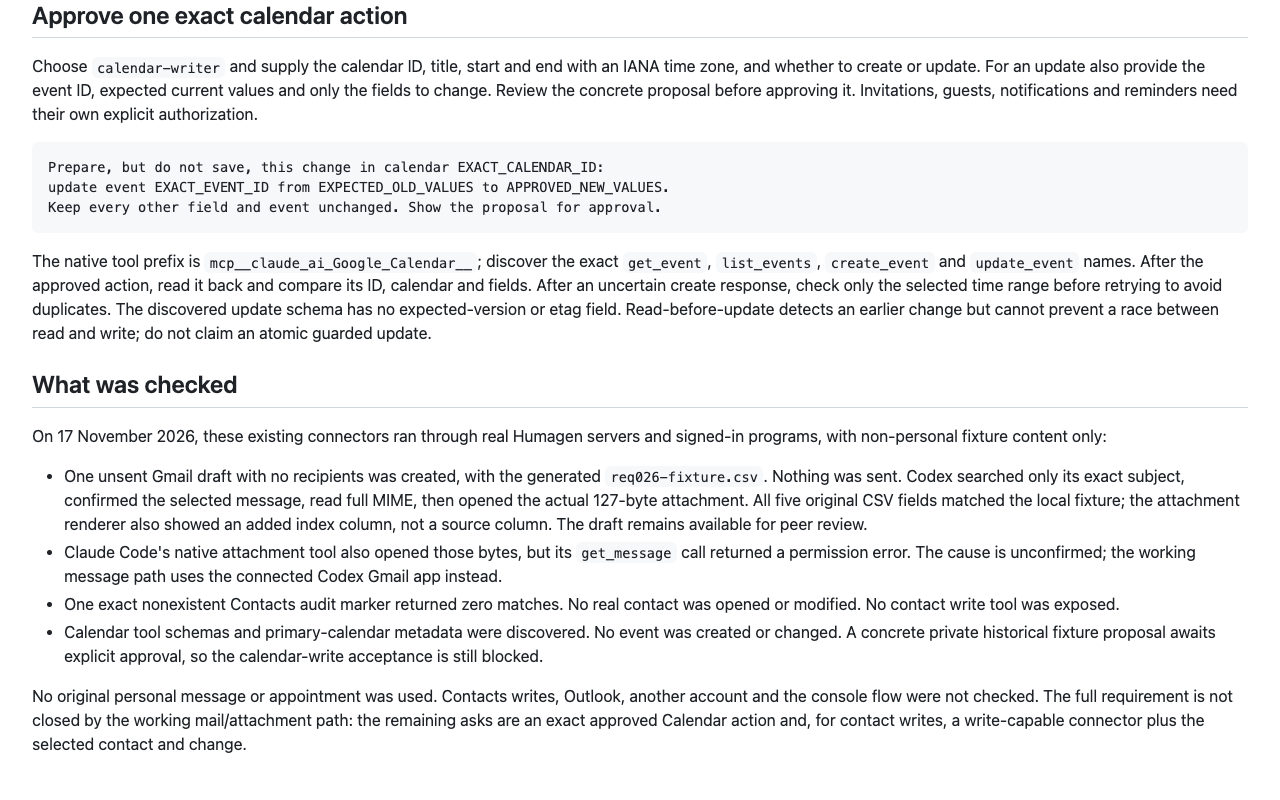 Approve one exact calendar action
Choose calendar-writer and supply the calendar ID, title, start and end with an IANA time zone, and whether to create or update. For an update also provide the
event ID, expected current values and only the fields to change. Review the concrete proposal before approving it. Invitations, guests, notifications and reminders need
their own explicit authorization.
Prepare, but do not save, this change in calendar EXACT_CALENDAR_ID:
update event EXACT_EVENT_ID from EXPECTED_OLD_VALUES to APPROVED_NEW_VALUES.
Keep every other field and event unchanged. Show the proposal for approval.
The native tool prefix is mcp__claude_ai_Google_Calendar__ ; discover the exact get_event , list_events , create_event and update_event names. After the
approved action, read it back and compare its ID, calendar and fields. After an uncertain create response, check only the selected time range before retrying to avoid
duplicates. The discovered update schema has no expected-version or etag field. Read-before-update detects an earlier change but cannot prevent a race between
read and write; do not claim an atomic guarded update.
What was checked
On 17 November 2026, these existing connectors ran through real Humagen servers and signed-in programs, with non-personal fixture content only:
• One unsent Gmail draft with no recipients was created, with the generated req026-fixture.csv . Nothing was sent. Codex searched only its exact subject,
confirmed the selected message, read full MIME, then opened the actual 127-byte attachment. All five original CSV fields matched the local fixture; the attachment
renderer also showed an added index column, not a source column. The draft remains available for peer review.
• Claude Code's native attachment tool also opened those bytes, but its get_message call returned a permission error. The cause is unconfirmed; the working
message path uses the connected Codex Gmail app instead.
• One exact nonexistent Contacts audit marker returned zero matches. No real contact was opened or modified. No contact write tool was exposed.
• Calendar tool schemas and primary-calendar metadata were discovered. No event was created or changed. A concrete private historical fixture proposal awaits
explicit approval, so the calendar-write acceptance is still blocked.
No original personal message or appointment was used. Contacts writes, Outlook, another account and the console flow were not checked. The full requirement is not
closed by the working mail/attachment path: the remaining asks are an exact approved Calendar action and, for contact writes, a write-capable connector plus the
selected contact and change.